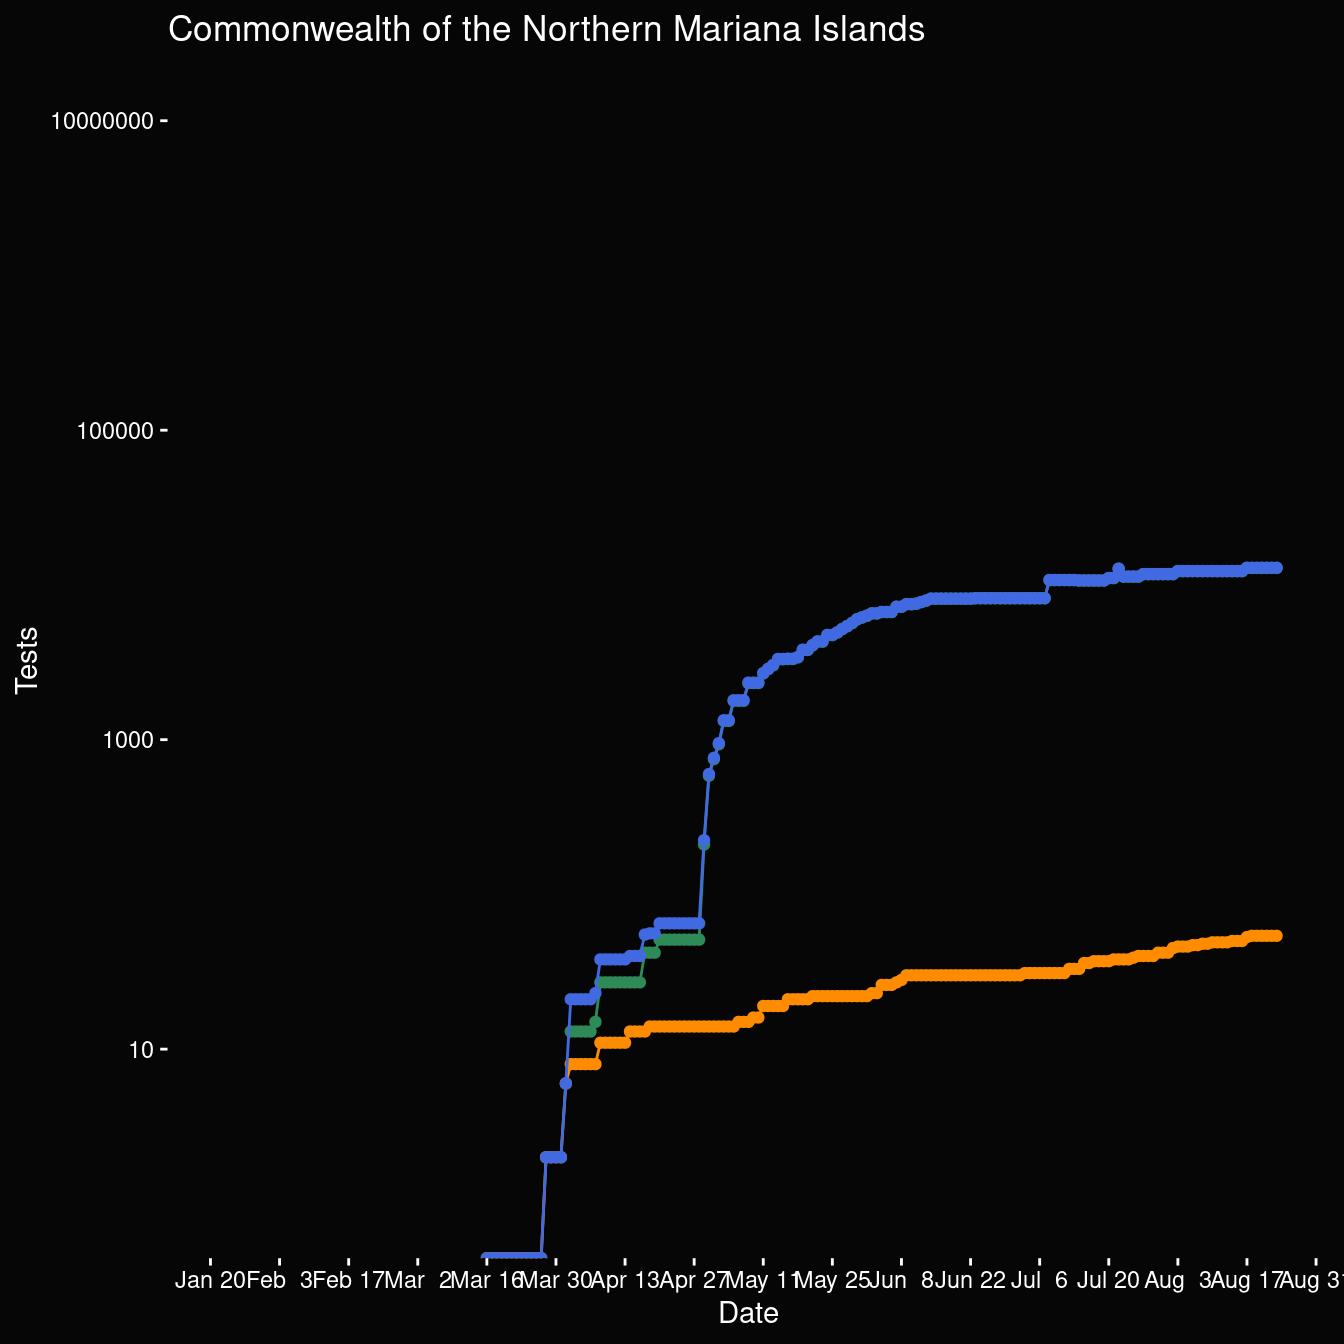 Commonwealth of the Northern Mariana Islands
10000000
100000
1000
10
Tests
Jan 20 Feb 3 Feb 17 Mar 2 Mar 16 Mar 30 Apr 13 Apr 27 May 11 May 25 Jun 8 Jun 22 Jul 6 Jul 20 Aug 3 Aug 17 Aug 31
Date